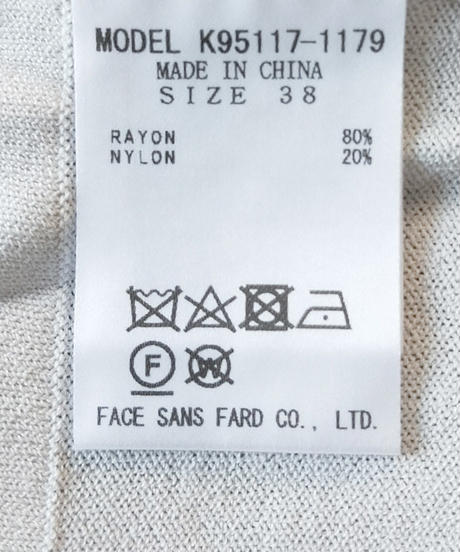 MODEL K95117-1179
MADE IN CHINA
SIZE 38
RAYON 80%
NYLON 20%
F W
FACE SANS FARD CO., LTD.